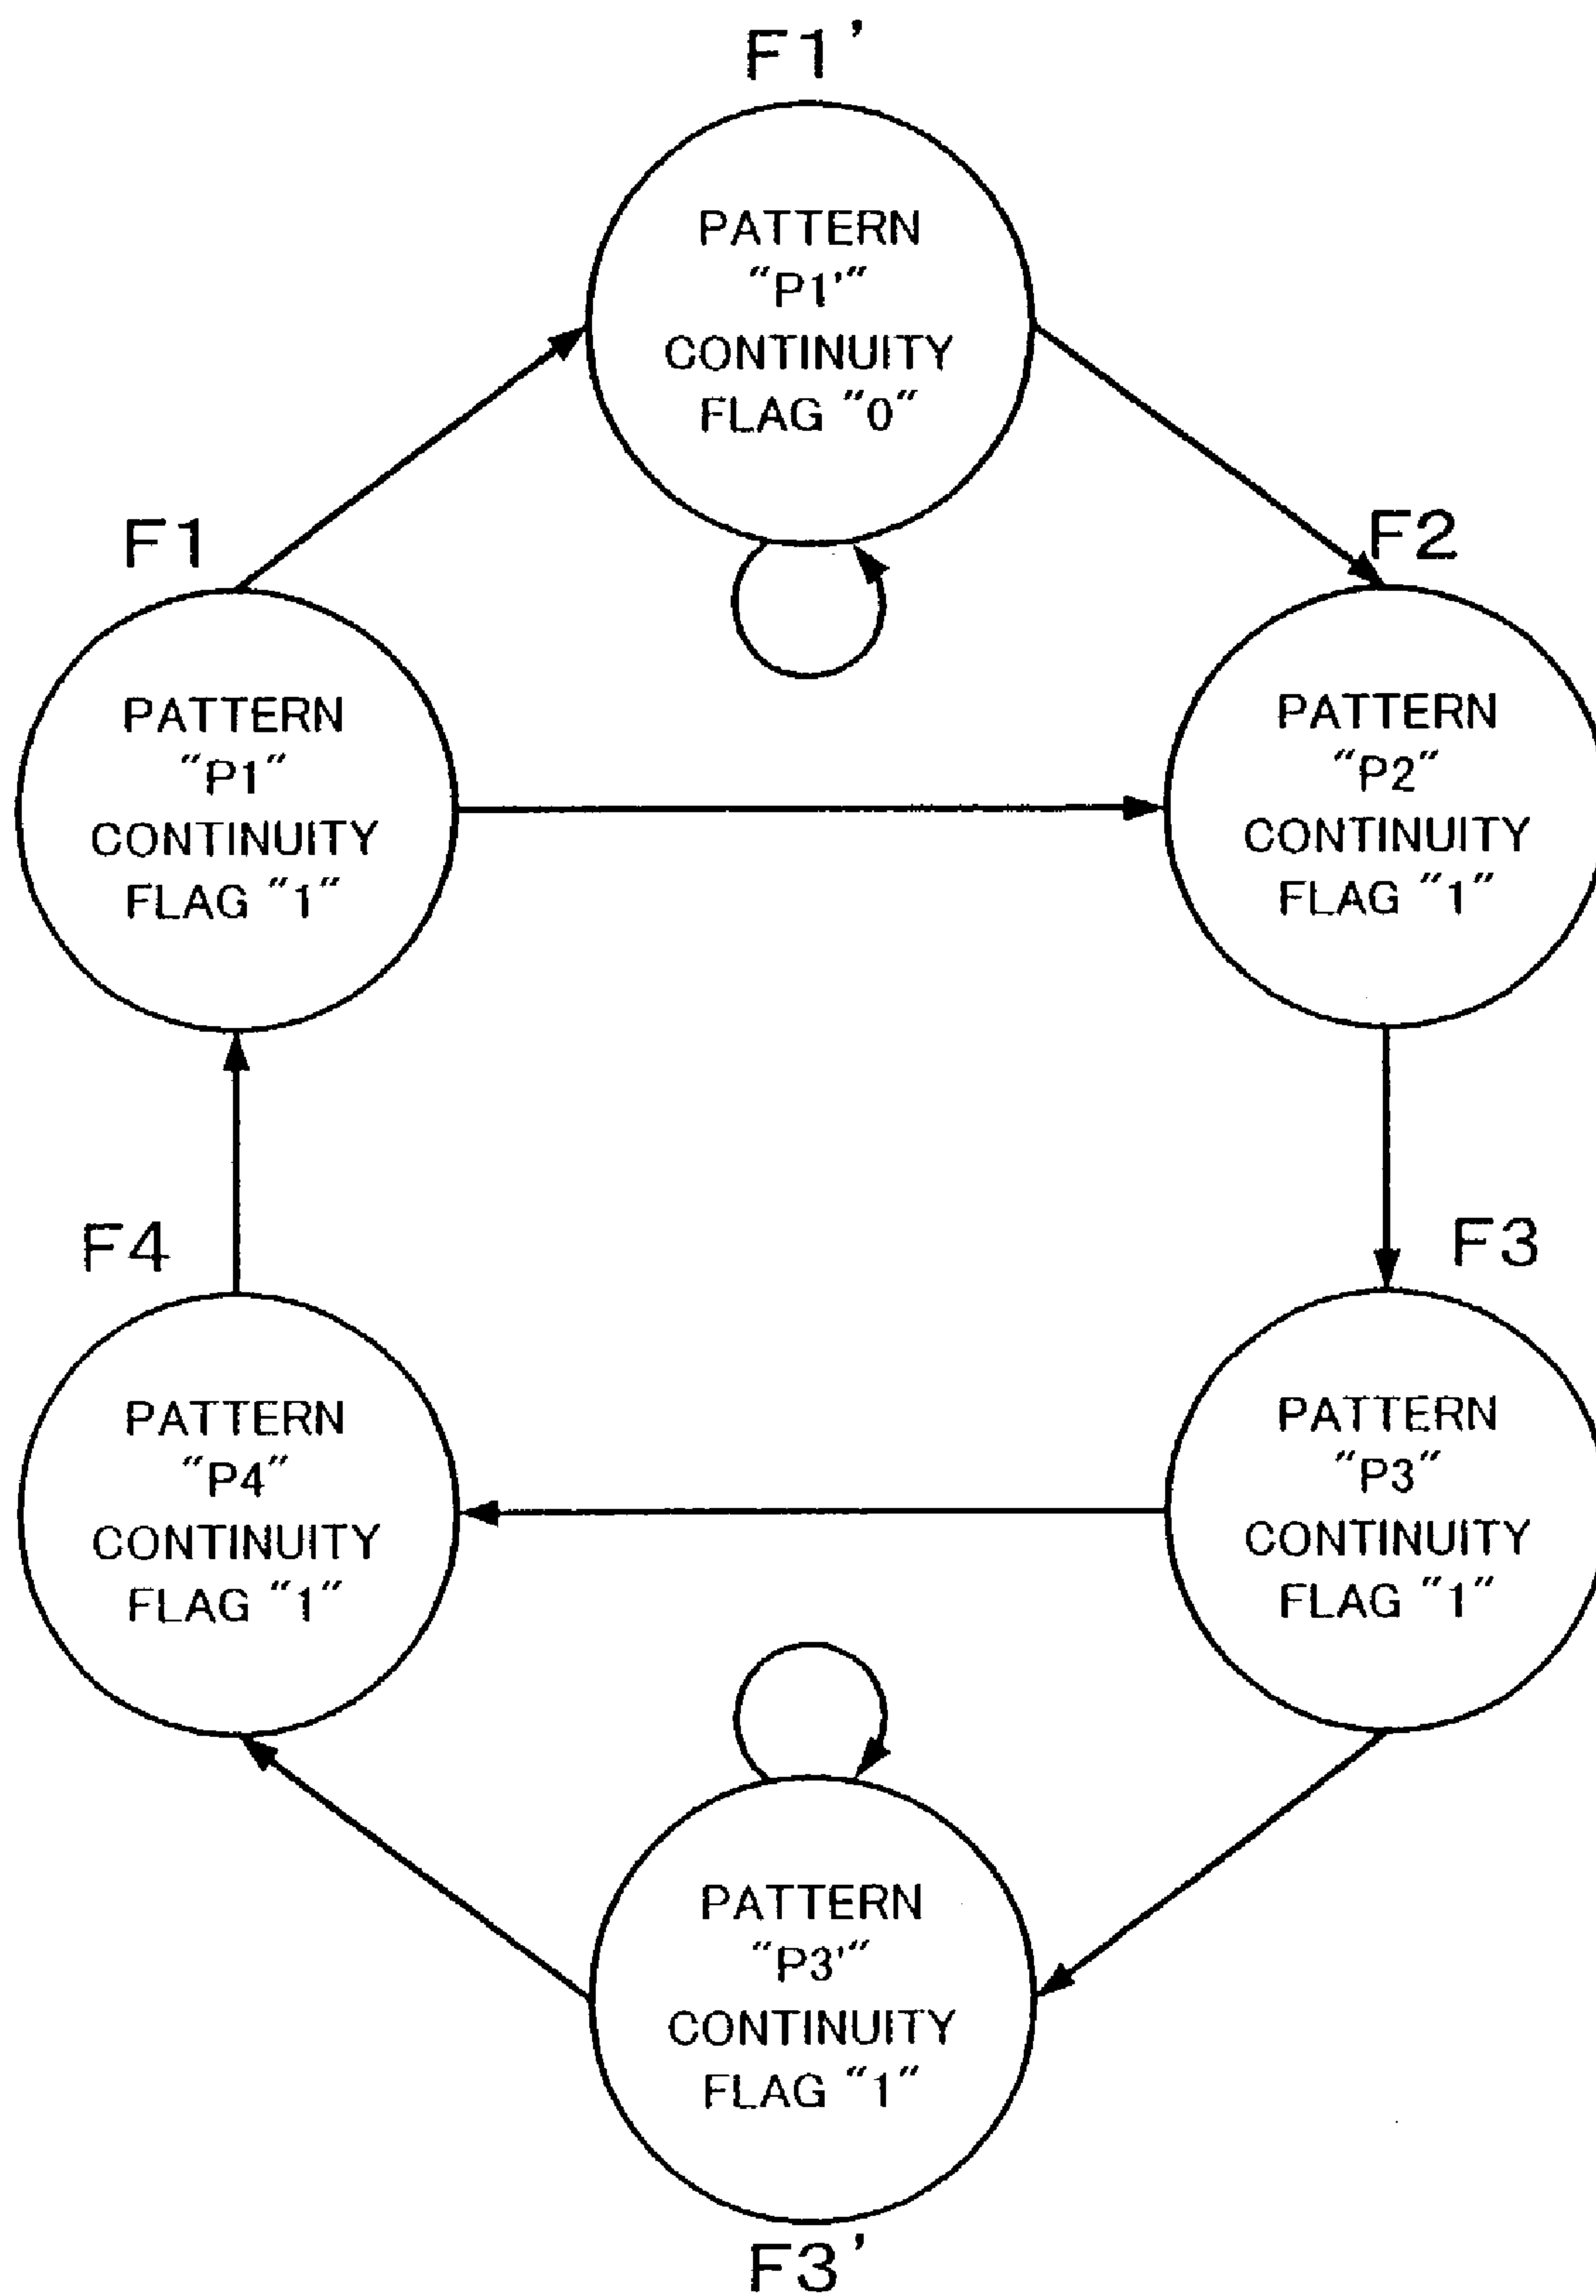 F1'
PATTERN
"P1'"
CONTINUITY
FLAG "0"
F1
PATTERN
"P1"
CONTINUITY
FLAG "1"
F2
PATTERN
"P2"
CONTINUITY
FLAG "1"
F4
PATTERN
"P4"
CONTINUITY
FLAG "1"
F3
PATTERN
"P3"
CONTINUITY
FLAG "1"
PATTERN
"P3'"
CONTINUITY
FLAG "1"
F3'